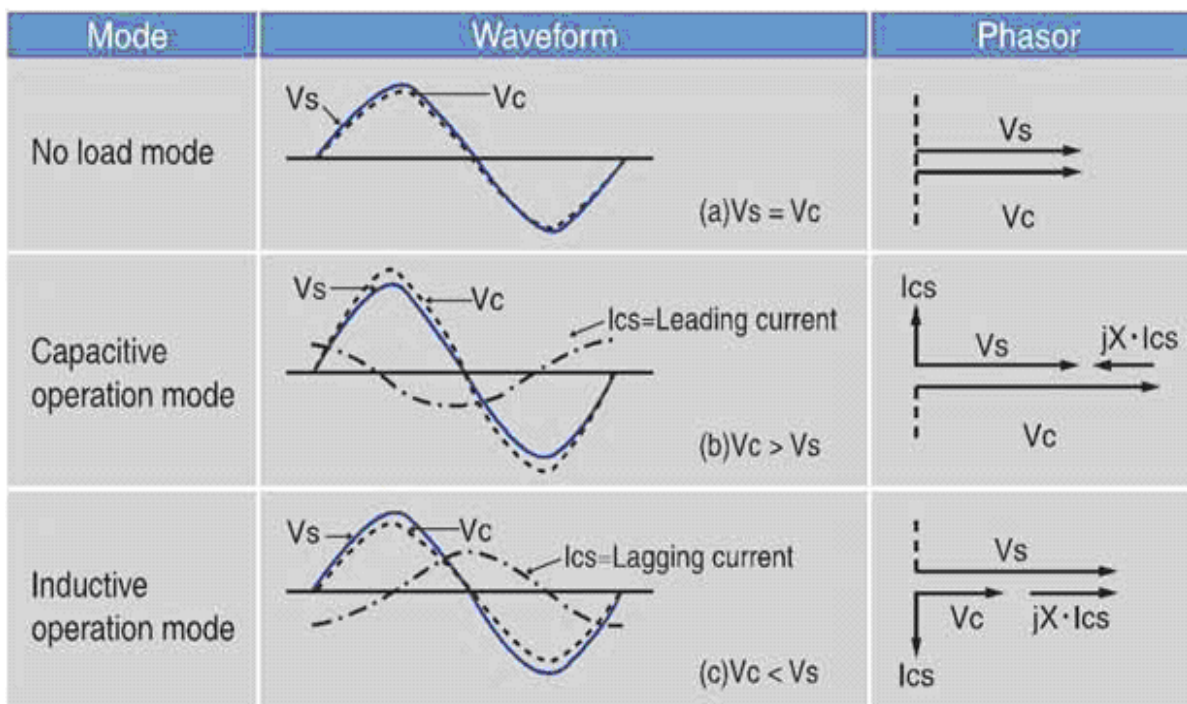 Mode
Waveform
Phasor
No load mode
Vs
Vc
(a)Vs = Vc
Vs
Vc
Capacitive
operation mode
Vs
Vc
Ics=Leading current
(b)Vc > Vs
Ics
Vs
jX·Ics
Vc
Inductive
operation mode
Vs
Vc
Ics=Lagging current
(c)Vc < Vs
Vs
Vc
jX·Ics
Ics